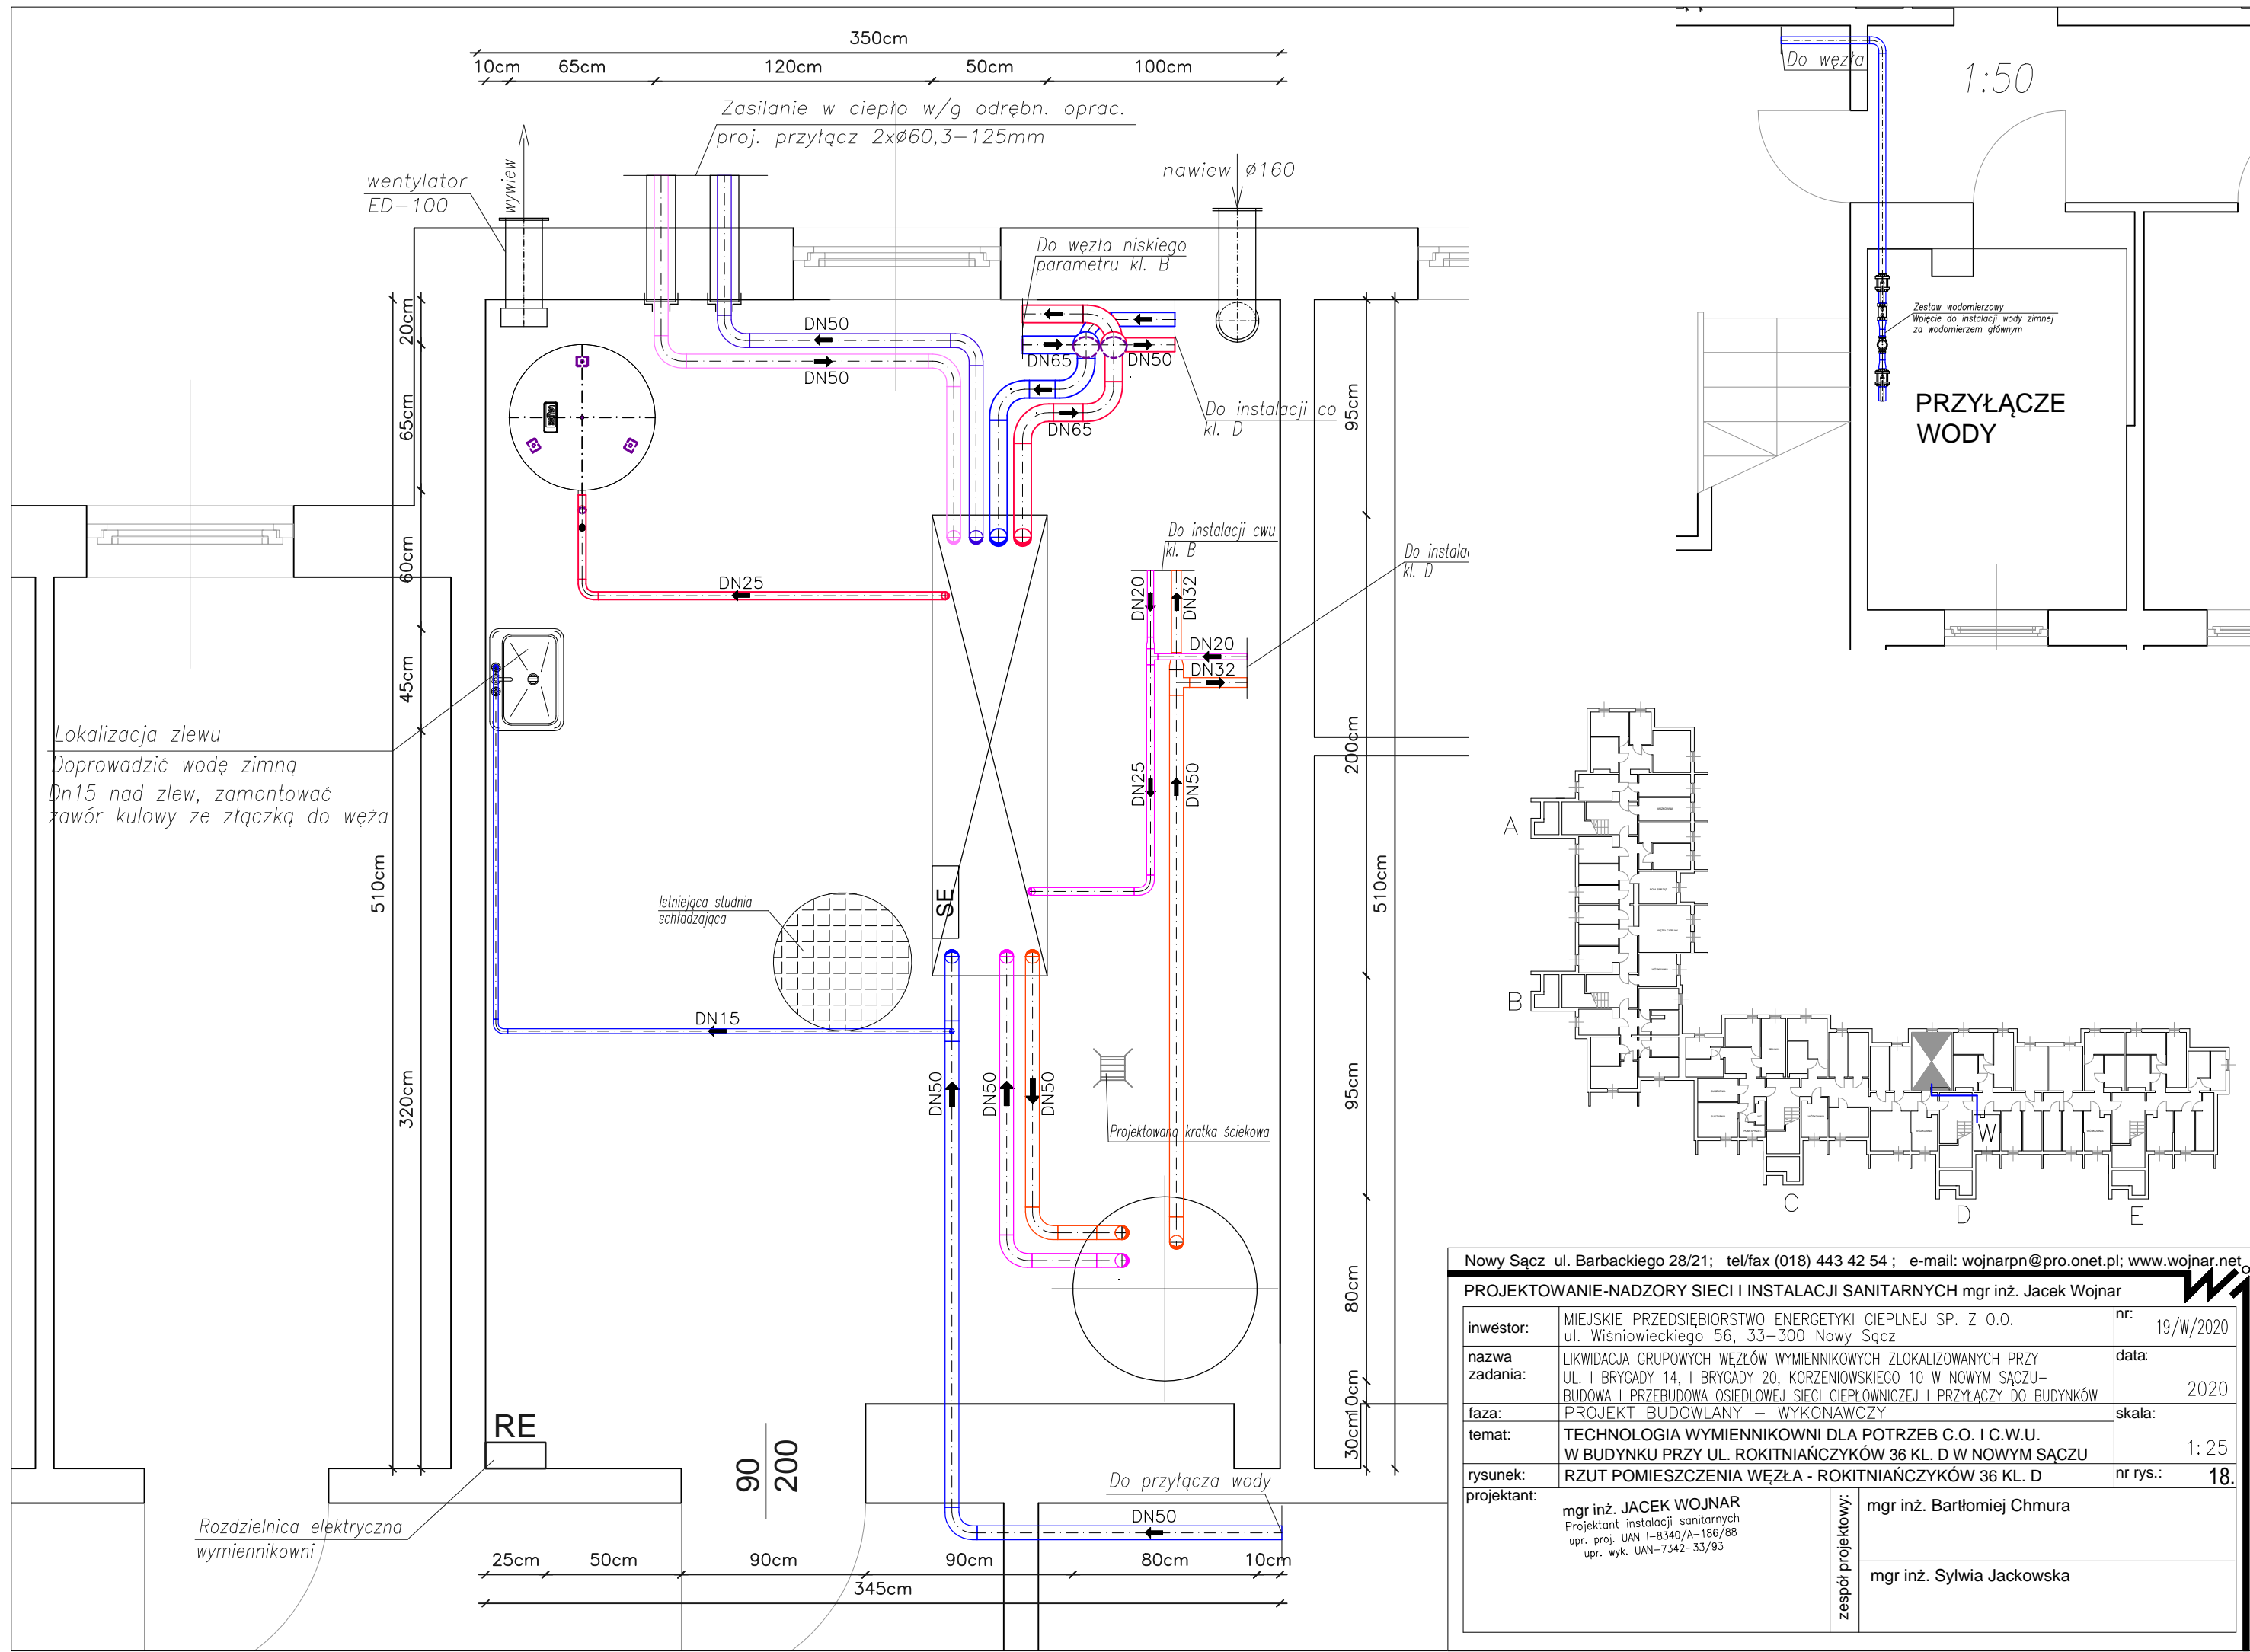 350cm
10cm 65cm 120cm 50cm 100cm
Zasilanie w ciepło w/g odrębn. oprac.
proj. przyłącz 2xø60,3-125mm
wentylator
ED-100
wywiew
nawiew ø160
Do węzła niskiego
parametru kl. B
DN50
DN50
DN65
DN50
DN65
Do instalacji co
kl. D
20cm
65cm
60cm
45cm
510cm
320cm
95cm
200cm
510cm
95cm
80cm
10cm
30cm
DN25
Do instalacji cwu
kl. B
Do instala
kl. D
DN20
DN32
DN20
DN32
DN25
DN50
Lokalizacja zlewu
Doprowadzić wodę zimną
Dn15 nad zlew, zamontować
zawór kulowy ze złączką do węża
Istniejąca studnia
schładzająca
SE
DN15
DN50
DN50
DN50
Projektowana kratka ściekowa
RE
90
200
Rozdzielnica elektryczna
wymiennikowni
Do przyłącza wody
DN50
25cm 50cm 90cm 90cm 80cm 10cm
345cm
Do węzła
1:50
Zestaw wodomierzowy
Wpięcie do instalacji wody zimnej
za wodomierzem głównym
PRZYŁĄCZE
WODY
A
B
C
D
E
W
Nowy Sącz ul. Barbackiego 28/21; tel/fax (018) 443 42 54 ; e-mail: wojnarpn@pro.onet.pl; www.wojnar.net
PROJEKTOWANIE-NADZORY SIECI I INSTALACJI SANITARNYCH mgr inż. Jacek Wojnar
inwestor:
MIEJSKIE PRZEDSIĘBIORSTWO ENERGETYKI CIEPLNEJ SP. Z O.O.
ul. Wiśniowieckiego 56, 33-300 Nowy Sącz
nr:
19/W/2020
nazwa
zadania:
LIKWIDACJA GRUPOWYCH WĘZŁÓW WYMIENNIKOWYCH ZLOKALIZOWANYCH PRZY
UL. I BRYGADY 14, I BRYGADY 20, KORZENIOWSKIEGO 10 W NOWYM SĄCZU-
BUDOWA I PRZEBUDOWA OSIEDLOWEJ SIECI CIEPŁOWNICZEJ I PRZYŁĄCZY DO BUDYNKÓW
data:
2020
faza:
PROJEKT BUDOWLANY - WYKONAWCZY
skala:
1:25
temat:
TECHNOLOGIA WYMIENNIKOWNI DLA POTRZEB C.O. I C.W.U.
W BUDYNKU PRZY UL. ROKITNIAŃCZYKÓW 36 KL. D W NOWYM SĄCZU
rysunek:
RZUT POMIESZCZENIA WĘZŁA - ROKITNIAŃCZYKÓW 36 KL. D
nr rys.:
18.
projektant:
mgr inż. JACEK WOJNAR
Projektant instalacji sanitarnych
upr. proj. UAN I-8340/A-186/88
upr. wyk. UAN-7342-33/93
zespół projektowy:
mgr inż. Bartłomiej Chmura
mgr inż. Sylwia Jackowska